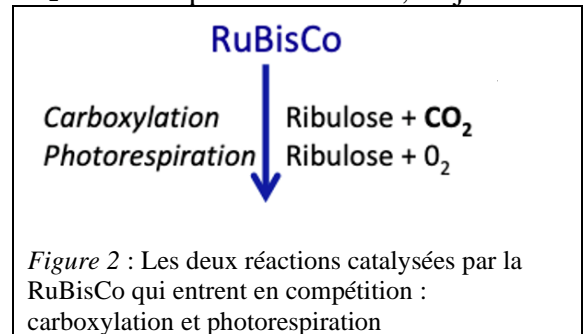 RuBisCo
Carboxylation Ribulose + CO₂
Photorespiration Ribulose + 0₂
Figure 2 : Les deux réactions catalysées par la
RuBisCo qui entrent en compétition :
carboxylation et photorespiration